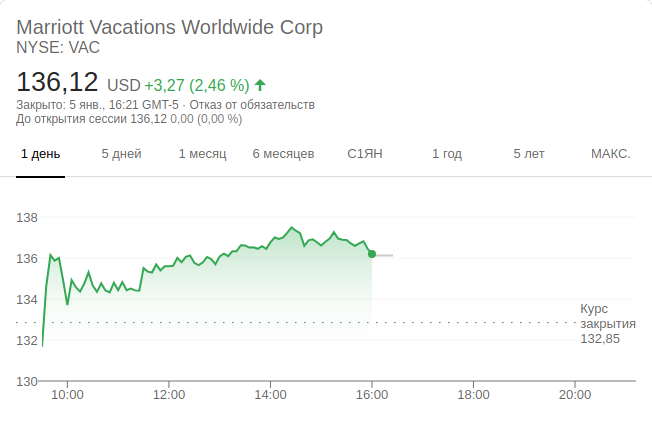 Marriott Vacations Worldwide Corp
NYSE: VAC
136,12 USD +3,27 (2,46 %)
Закрыто: 5 янв., 16:21 GMT-5 · Отказ от обязательств
До открытия сессии 136,12 0,00 (0,00 %)
1 день 5 дней 1 месяц 6 месяцев С1ЯН 1 год 5 лет МАКС.
138
136
134
Курс
закрытия
132,85
132
130
10:00 12:00 14:00 16:00 18:00 20:00